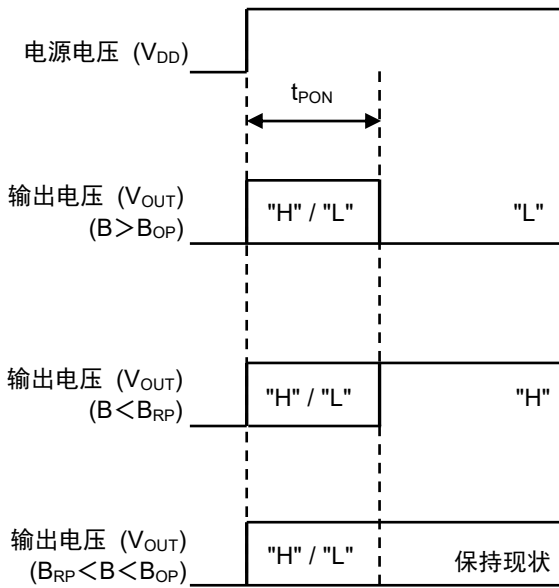 电源电压 (VDD)
tPON
输出电压 (VOUT)
(B＞BOP)
"H" / "L"
"L"
输出电压 (VOUT)
(B＜BRP)
"H" / "L"
"H"
输出电压 (VOUT)
(BRP＜B＜BOP)
"H" / "L"
保持现状